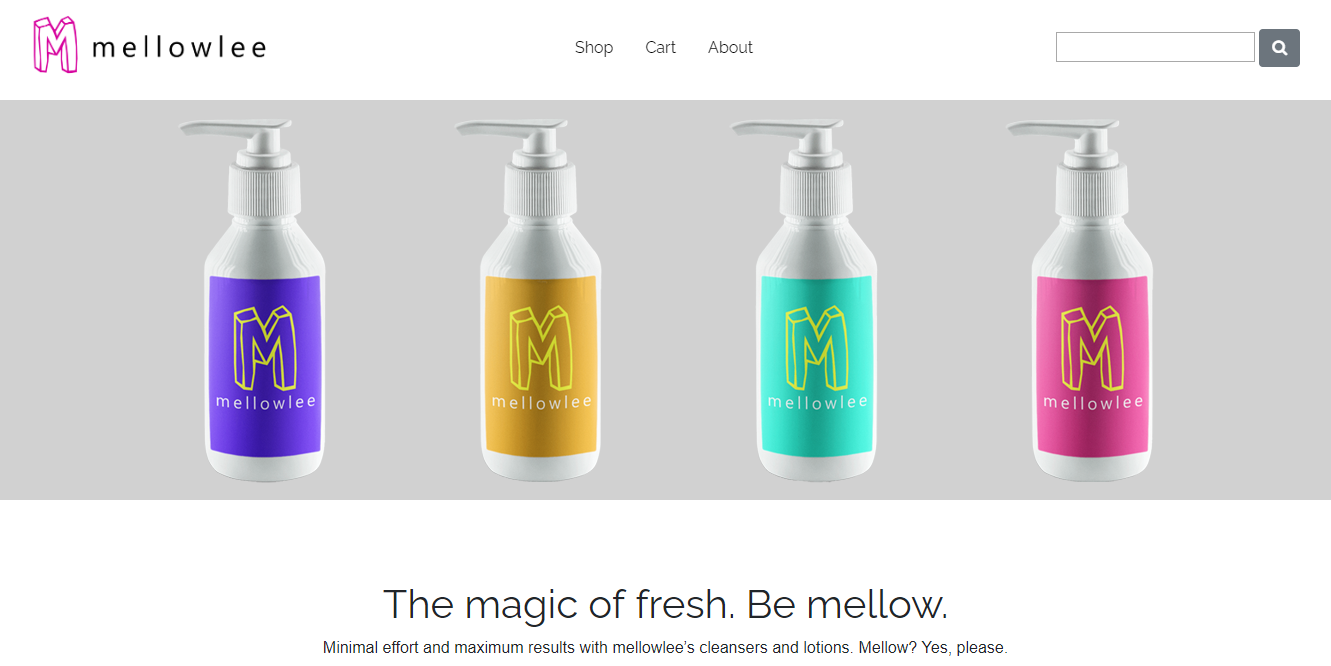 M mellowlee
Shop Cart About
M M M M
mellowlee mellowlee mellowlee mellowlee
The magic of fresh. Be mellow.
Minimal effort and maximum results with mellowlee’s cleansers and lotions. Mellow? Yes, please.